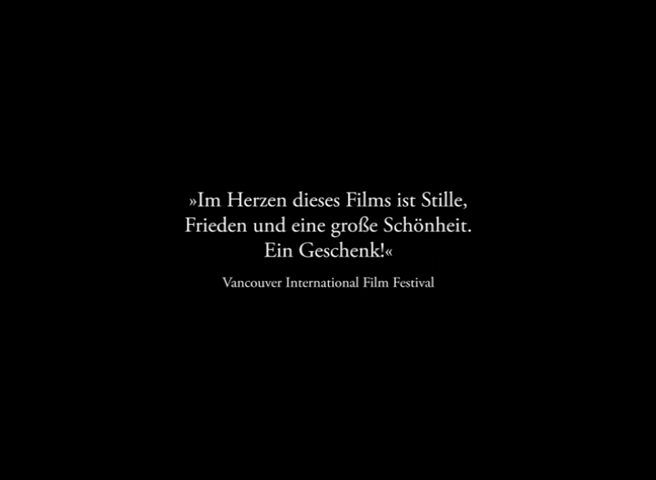 »Im Herzen dieses Films ist Stille,
Frieden und eine große Schönheit.
Ein Geschenk!«
Vancouver International Film Festival